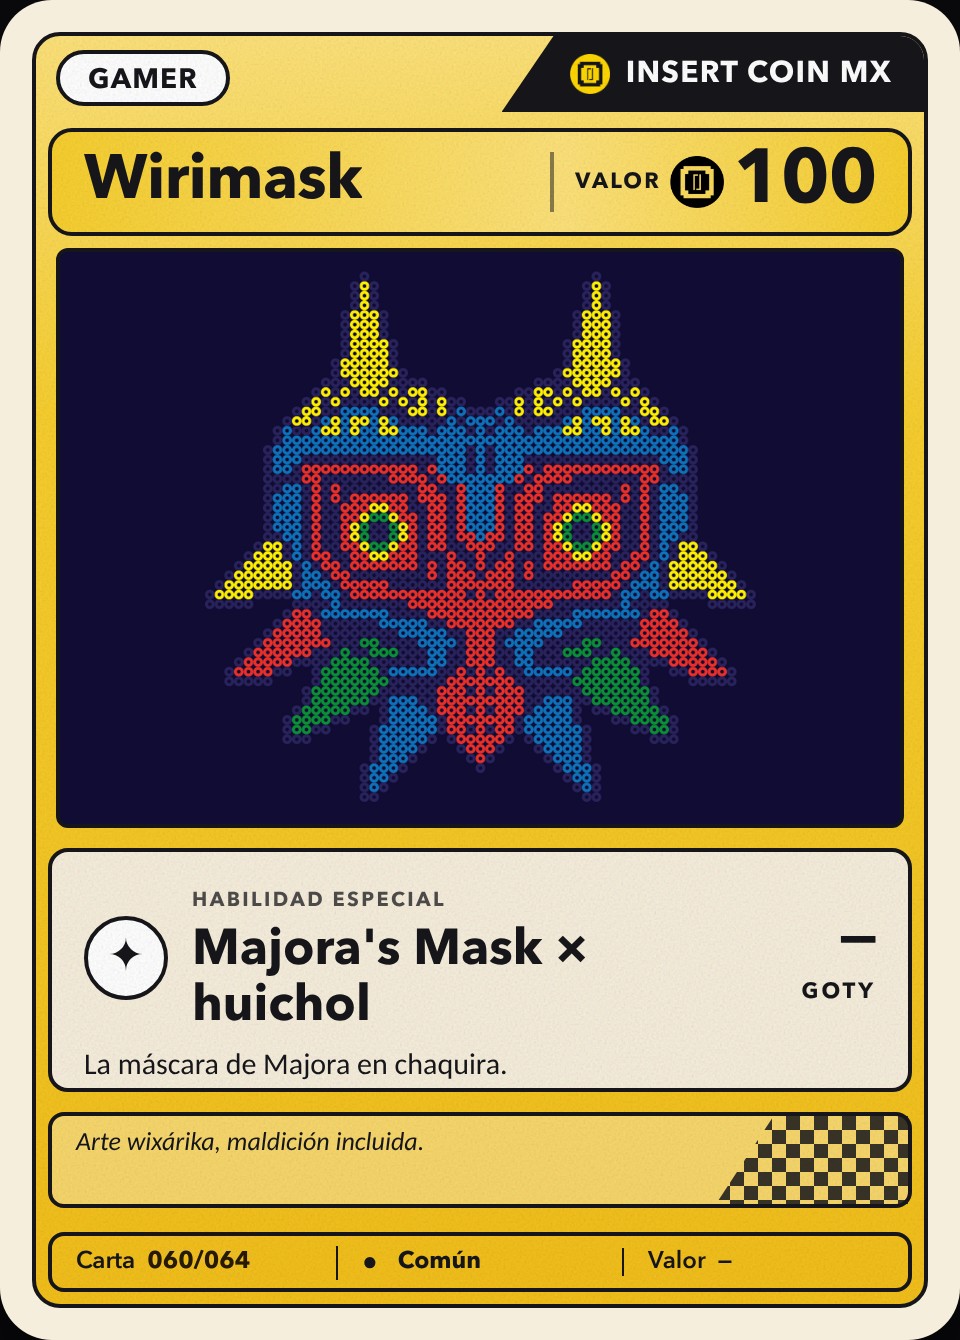 GAMER
INSERT COIN MX
Wirimask
VALOR 100
HABILIDAD ESPECIAL
Majora's Mask ×
huichol
—
GOTY
La máscara de Majora en chaquira.
Arte wixárika, maldición incluida.
Carta 060/064
● Común
Valor –